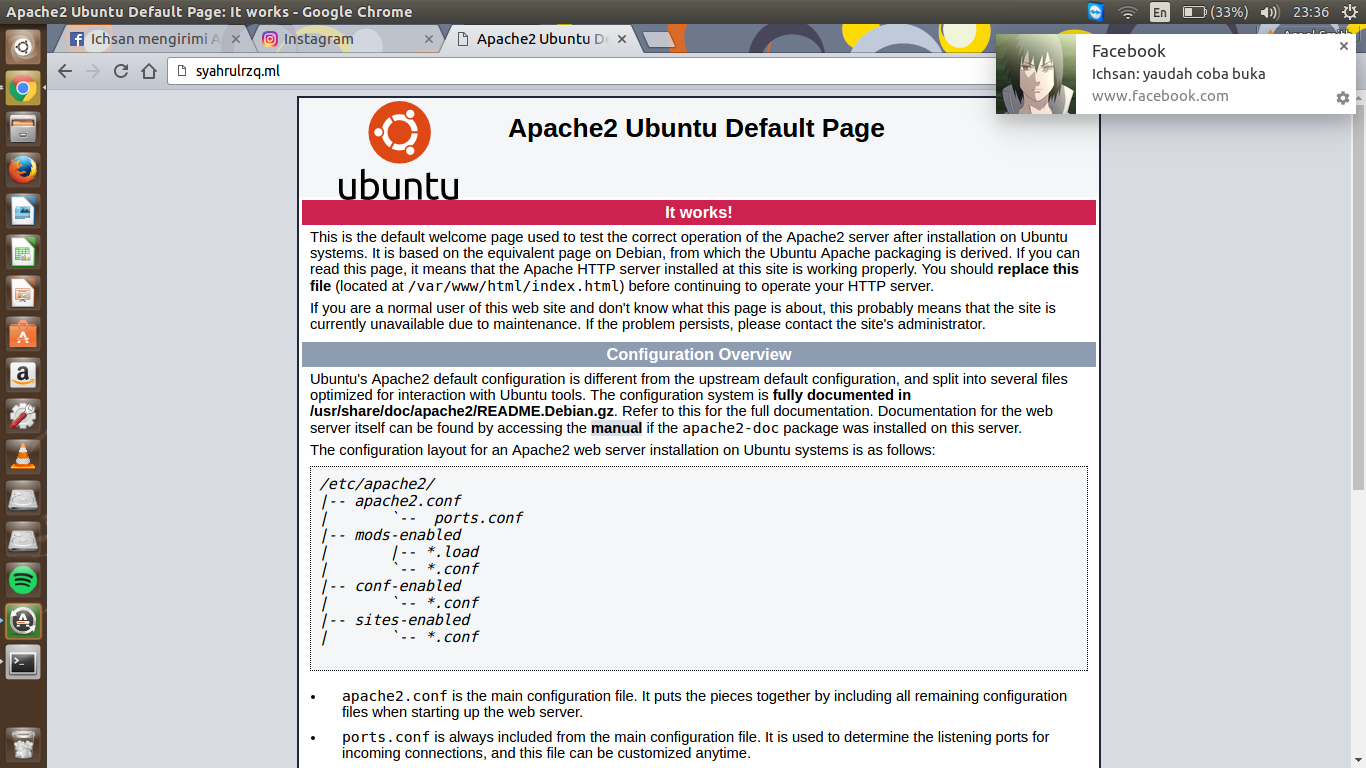 Apache2 Ubuntu Default Page: It works - Google Chrome
En
(33%)
23:36
Ichsan mengirimi A
Instagram
Apache2 Ubuntu De
syahrulrzq.ml
Facebook
Ichsan: yaudah coba buka
www.facebook.com
ubuntu
Apache2 Ubuntu Default Page
It works!
This is the default welcome page used to test the correct operation of the Apache2 server after installation on Ubuntu
systems. It is based on the equivalent page on Debian, from which the Ubuntu Apache packaging is derived. If you can
read this page, it means that the Apache HTTP server installed at this site is working properly. You should replace this
file (located at /var/www/html/index.html) before continuing to operate your HTTP server.
If you are a normal user of this web site and don't know what this page is about, this probably means that the site is
currently unavailable due to maintenance. If the problem persists, please contact the site's administrator.
Configuration Overview
Ubuntu's Apache2 default configuration is different from the upstream default configuration, and split into several files
optimized for interaction with Ubuntu tools. The configuration system is fully documented in
/usr/share/doc/apache2/README.Debian.gz. Refer to this for the full documentation. Documentation for the web
server itself can be found by accessing the manual if the apache2-doc package was installed on this server.
The configuration layout for an Apache2 web server installation on Ubuntu systems is as follows:
/etc/apache2/
|-- apache2.conf
|       `--  ports.conf
|-- mods-enabled
|       |-- *.load
|       `-- *.conf
|-- conf-enabled
|       `-- *.conf
|-- sites-enabled
|       `-- *.conf
• apache2.conf is the main configuration file. It puts the pieces together by including all remaining configuration
files when starting up the web server.
• ports.conf is always included from the main configuration file. It is used to determine the listening ports for
incoming connections, and this file can be customized anytime.